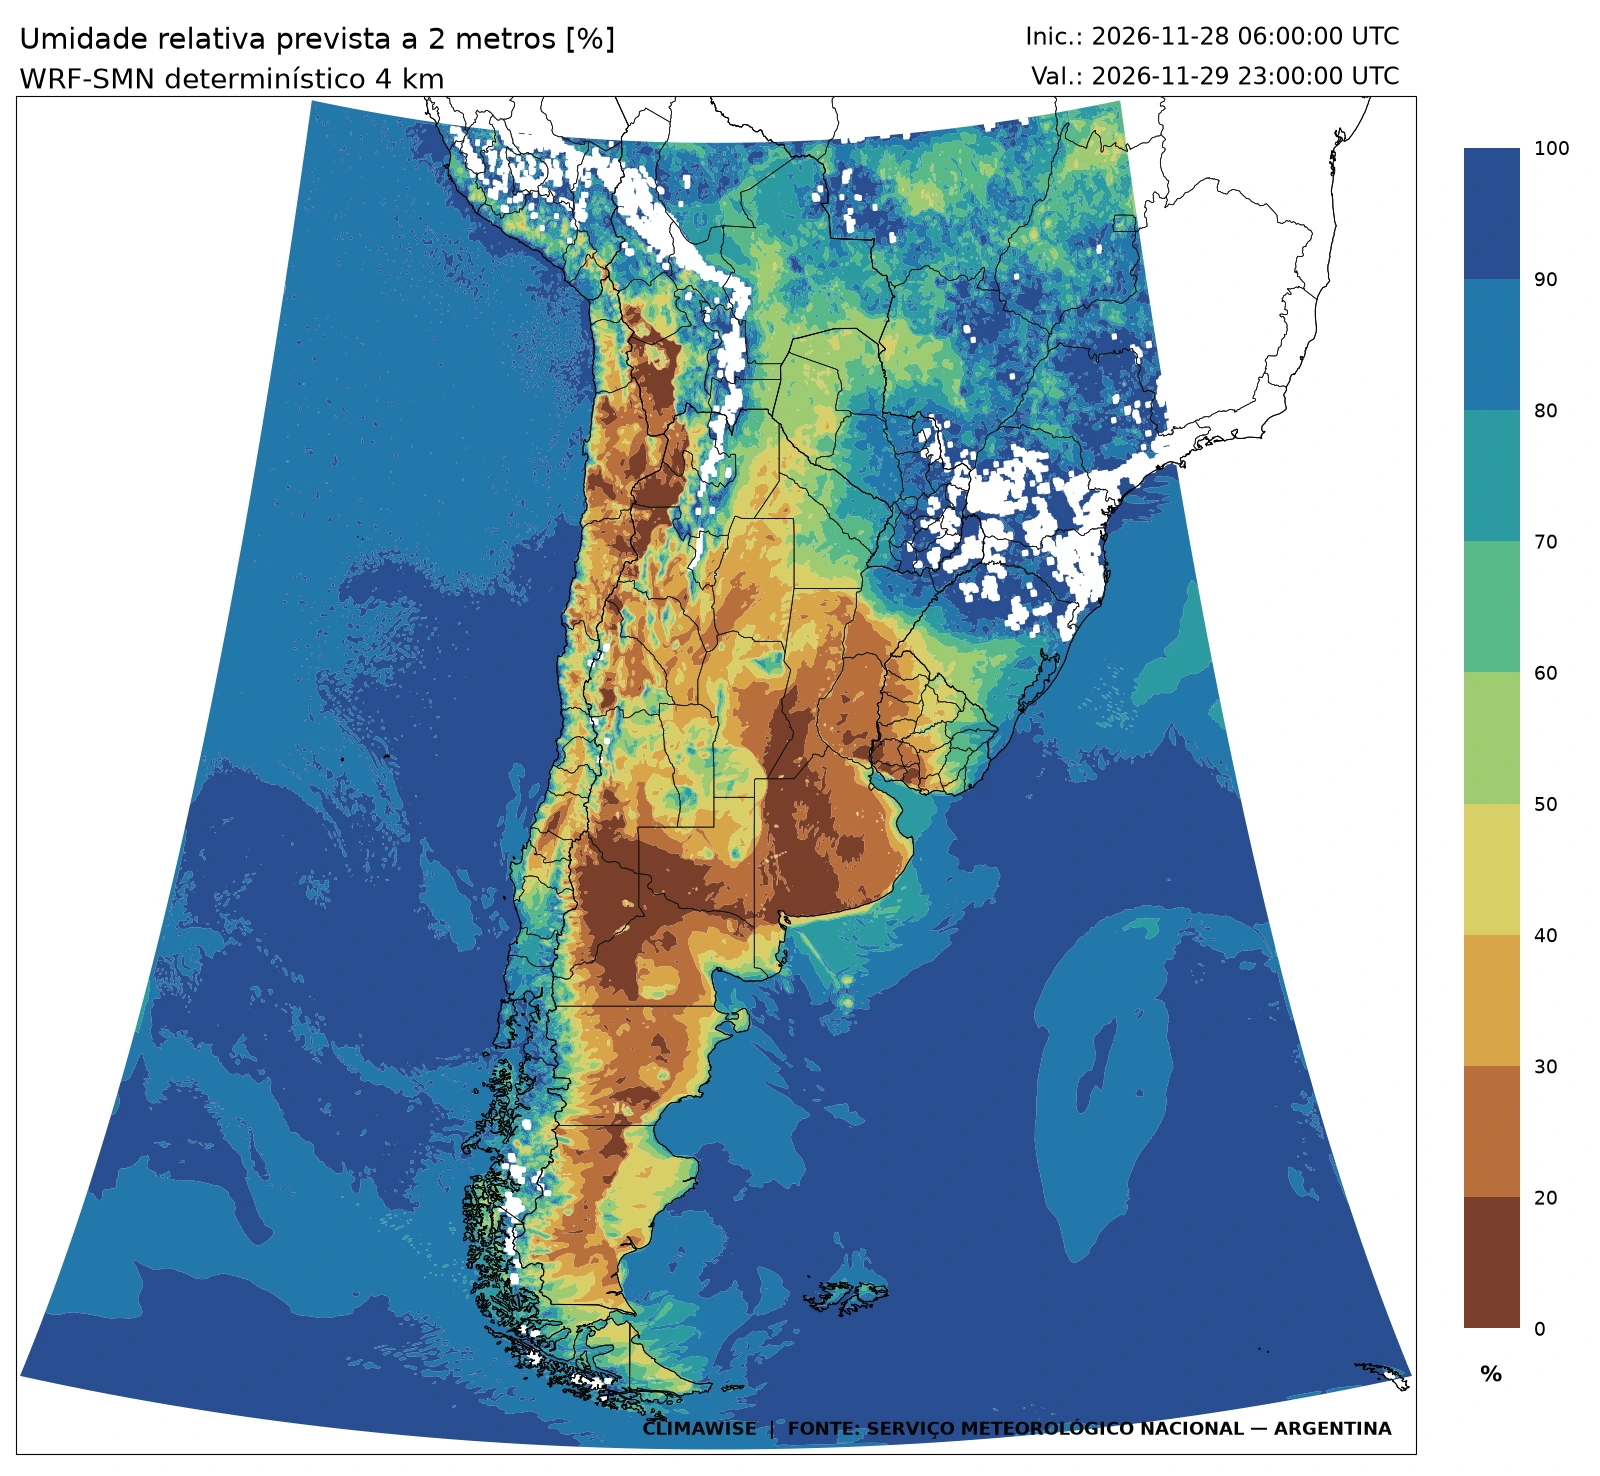 Umidade relativa prevista a 2 metros [%]
WRF-SMN determinístico 4 km
Inic.: 2026-11-28 06:00:00 UTC
Val.: 2026-11-29 23:00:00 UTC
100
90
80
70
60
50
40
30
20
0
%
CLIMAWISE | FONTE: SERVIÇO METEOROLÓGICO NACIONAL — ARGENTINA